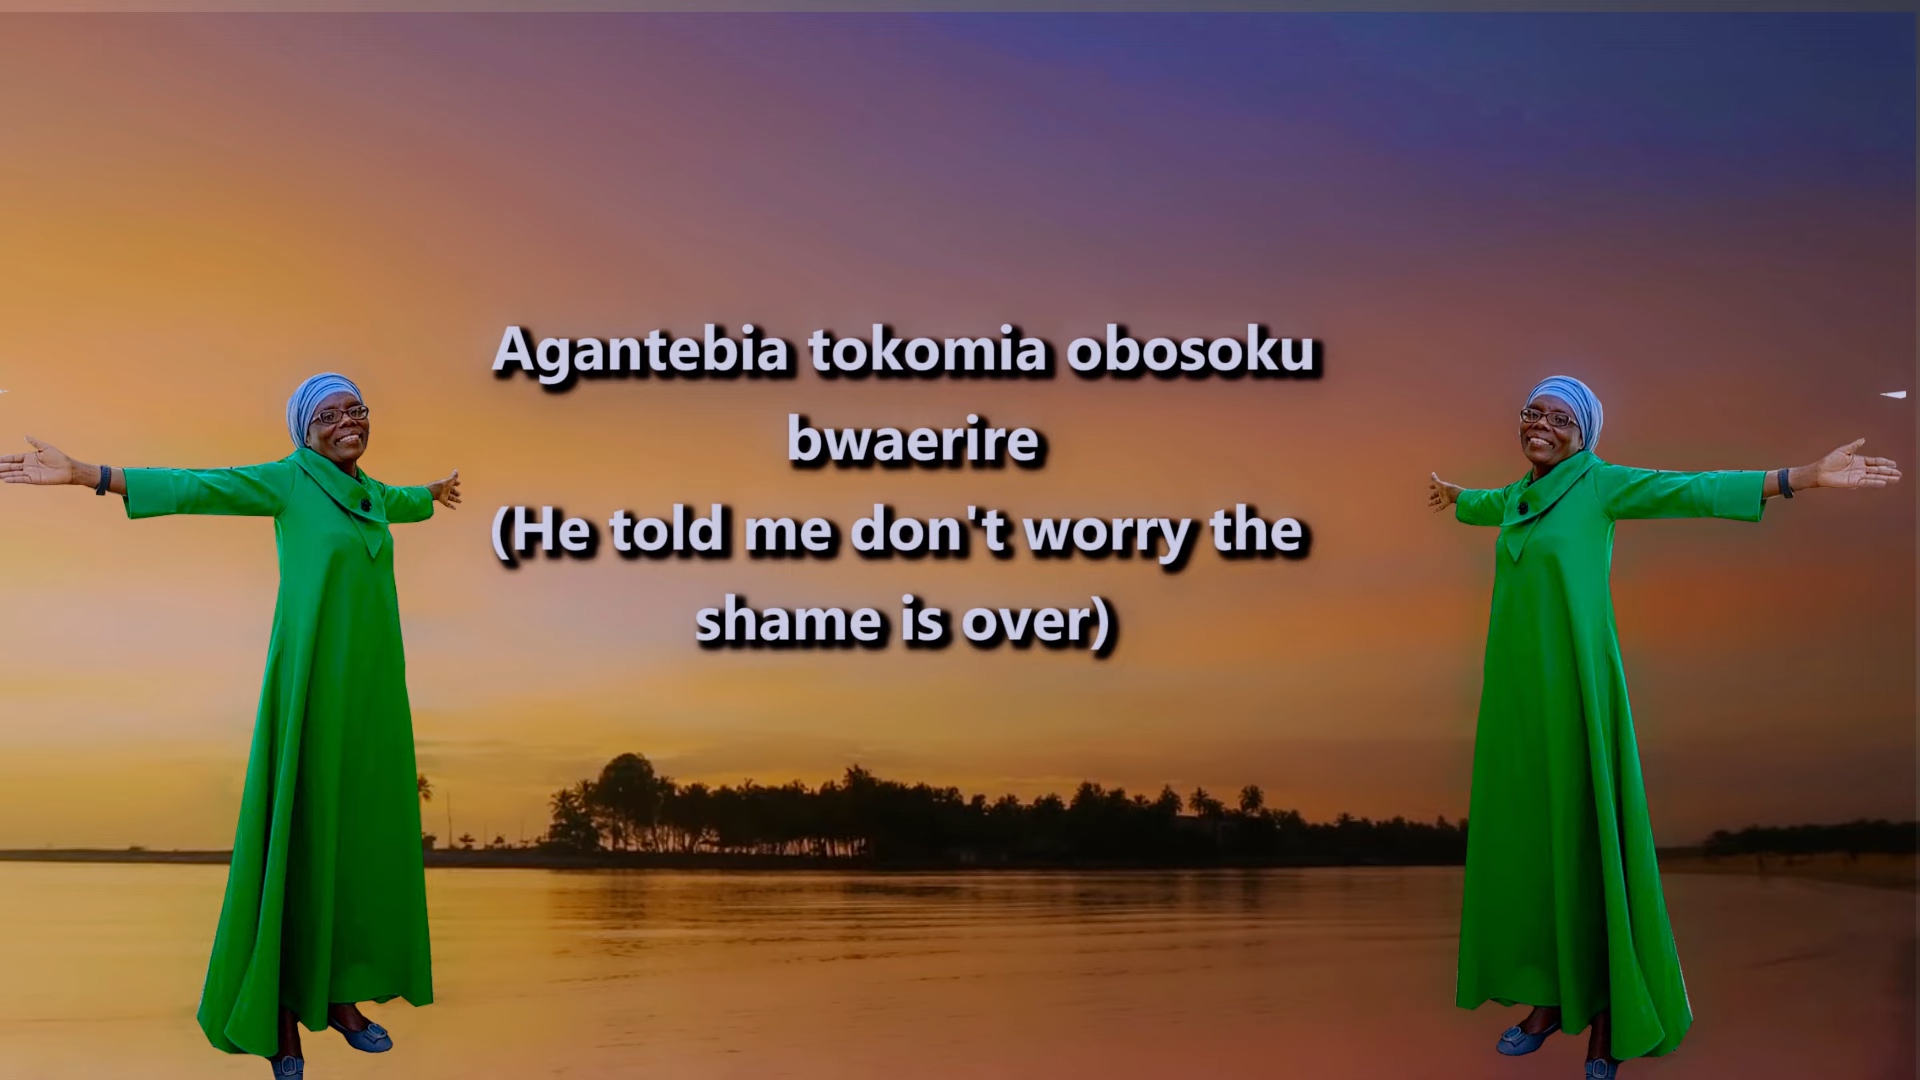 Agantebia tokomia obosoku
bwaerire
(He told me don't worry the
shame is over)